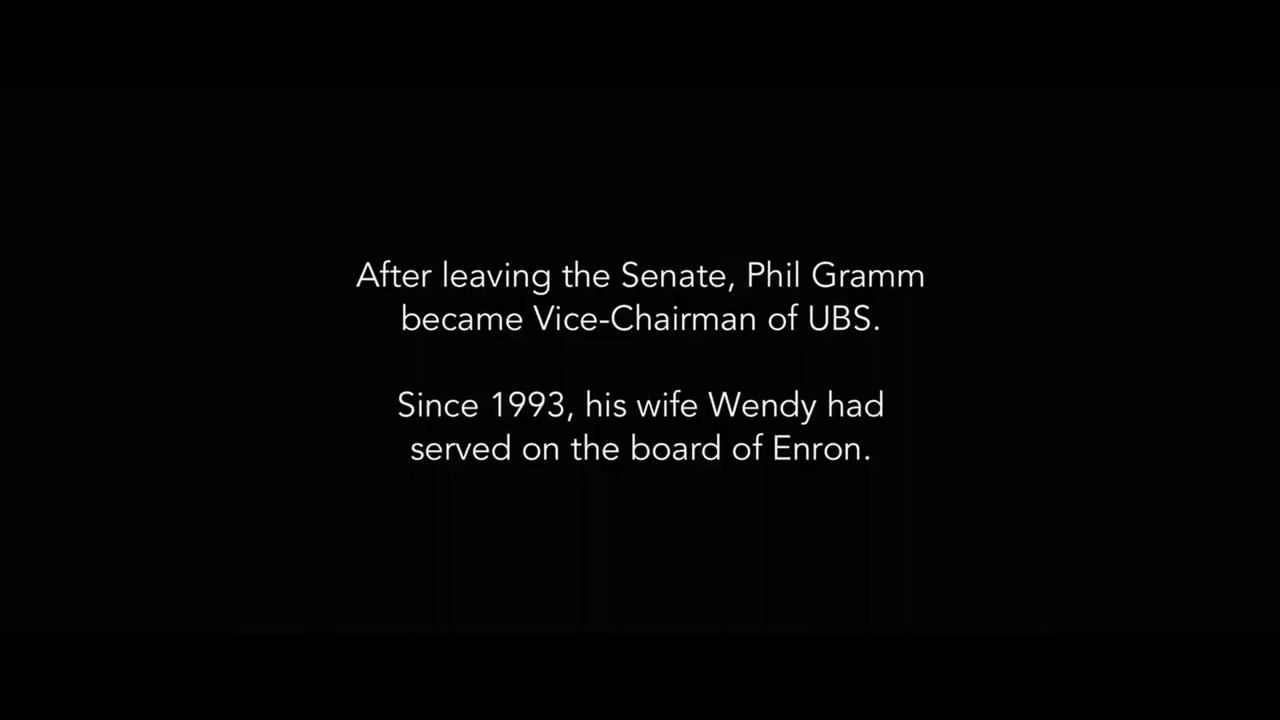 After leaving the Senate, Phil Gramm
became Vice-Chairman of UBS.
Since 1993, his wife Wendy had
served on the board of Enron.